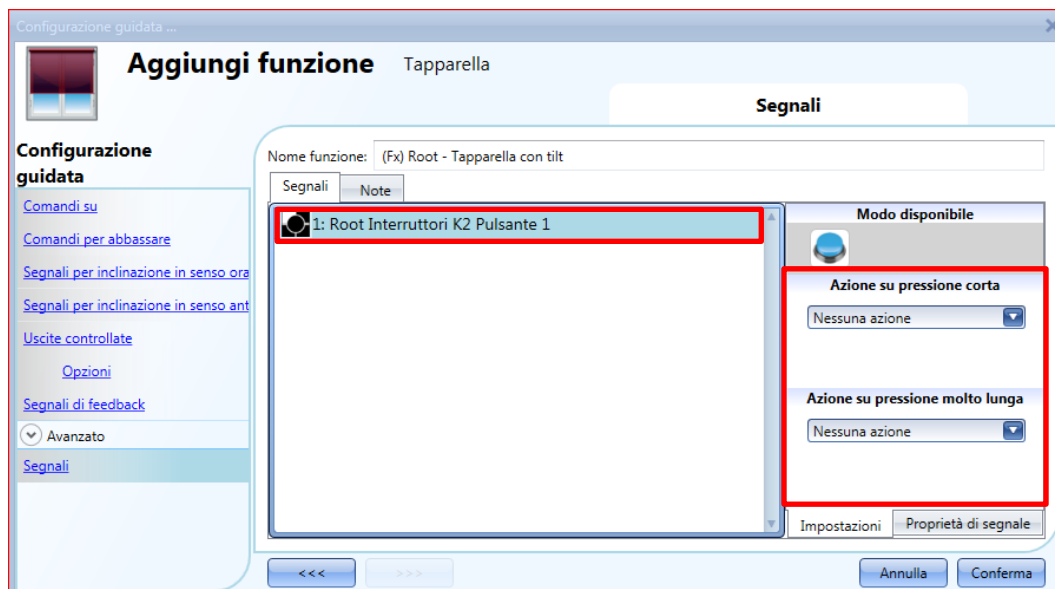 Configurazione guidata ...
Aggiungi funzione Tapparella
Segnali
Configurazione
guidata
Comandi su
Comandi per abbassare
Segnali per inclinazione in senso ora
Segnali per inclinazione in senso ant
Uscite controllate
Opzioni
Segnali di feedback
Avanzato
Segnali
Nome funzione: (Fx) Root - Tapparella con tilt
Segnali Note
1: Root Interruttori K2 Pulsante 1
Modo disponibile
Azione su pressione corta
Nessuna azione
Azione su pressione molto lunga
Nessuna azione
Impostazioni Proprietà di segnale
<<< >>> Annulla Conferma